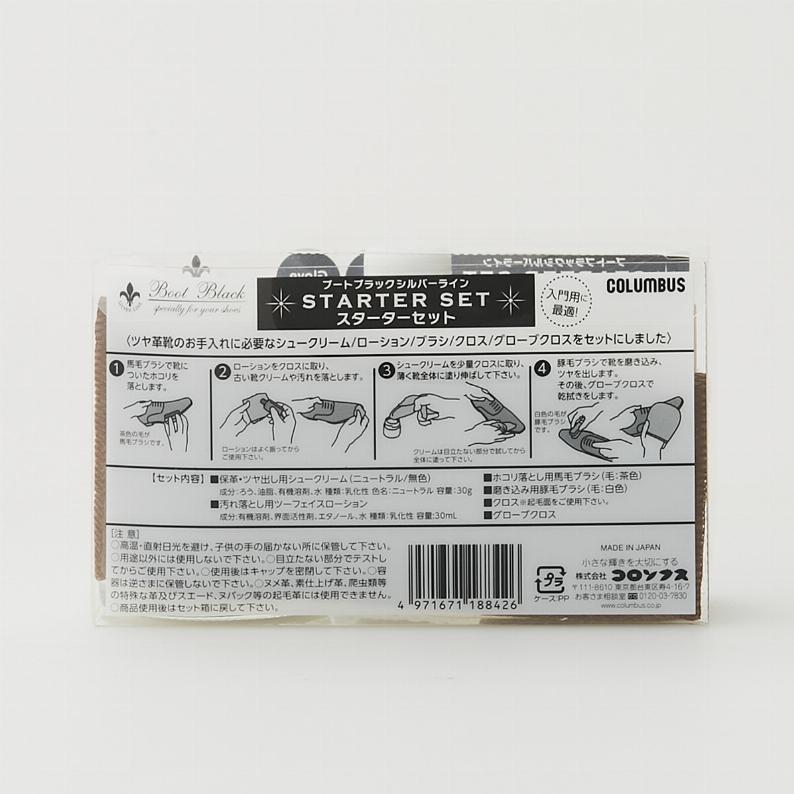 Glove
ブートブラックシルバーライン
SILVER LINE
Boot Black
specially for your shoes
ブートブラックシルバーライン
STARTER SET
スターターセット
入門用に
最適!
COLUMBUS
〈ツヤ革靴のお手入れに必要なシュークリーム/ローション/ブラシ/クロス/グローブクロスをセットにしました〉
1 馬毛ブラシで靴に
ついたホコリを
落とします。
茶色の毛が
馬毛ブラシです。
2 ローションをクロスに取り、
古い靴クリームや汚れを落とします。
ローションはよく振ってから
ご使用下さい。
3 シュークリームを少量クロスに取り、
薄く靴全体に塗り伸ばして下さい。
クリームは目立たない部分で試してから
全体に塗って下さい。
4 豚毛ブラシで靴を磨き込み、
ツヤを出します。
その後、グローブクロスで
乾拭きをします。
白色の毛が
豚毛ブラシ
です。
【セット内容】■保革・ツヤ出し用シュークリーム(ニュートラル/無色)
成分:ろう、油脂、有機溶剤、水 種類:乳化性 色名:ニュートラル 容量:30g
■汚れ落とし用ツーフェイスローション
成分:有機溶剤、界面活性剤、エタノール、水 種類:乳化性 容量:30mL
■ホコリ落とし用馬毛ブラシ(毛:茶色)
■磨き込み用豚毛ブラシ(毛:白色)
■クロス ※起毛面をご使用下さい。
■グローブクロス
[注 意]
○高温・直射日光を避け、子供の手の届かない所に保管して下さい。
○用途以外には使用しないで下さい。○目立たない部分でテストし
てからご使用下さい。○使用後はキャップを密閉して下さい。○容
器は逆さまに保管しないで下さい。○ヌメ革、素仕上げ革、爬虫類等
の特殊な革及びスエード、ヌバック等の起毛革には使用できません。
○商品使用後はセット箱に戻して下さい。
4 971671 188426
プラ
ケース:PP
MADE IN JAPAN
小さな輝きを大切にする
株式会社 コロンブス
〒111-8610 東京都台東区寿4-16-7
お客さま相談室 0120-03-7830
www.columbus.co.jp